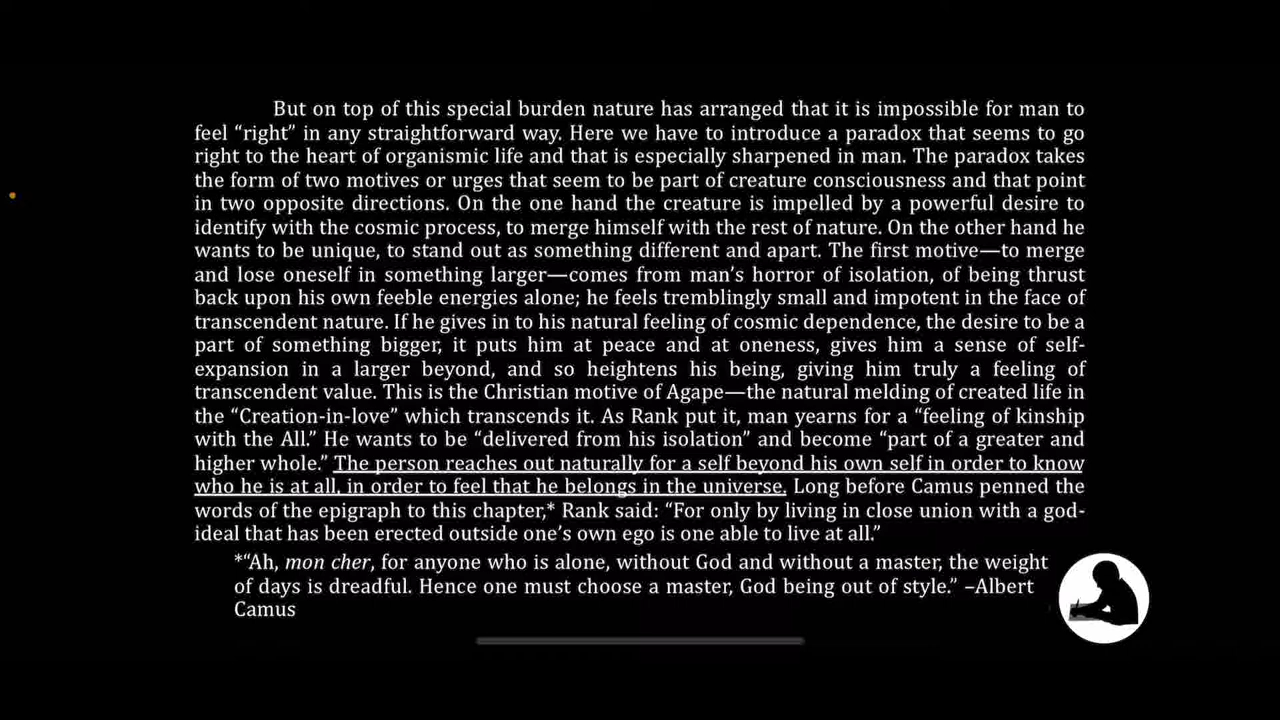 But on top of this special burden nature has arranged that it is impossible for man to
feel “right” in any straightforward way. Here we have to introduce a paradox that seems to go
right to the heart of organismic life and that is especially sharpened in man. The paradox takes
the form of two motives or urges that seem to be part of creature consciousness and that point
in two opposite directions. On the one hand the creature is impelled by a powerful desire to
identify with the cosmic process, to merge himself with the rest of nature. On the other hand he
wants to be unique, to stand out as something different and apart. The first motive—to merge
and lose oneself in something larger—comes from man’s horror of isolation, of being thrust
back upon his own feeble energies alone; he feels tremblingly small and impotent in the face of
transcendent nature. If he gives in to his natural feeling of cosmic dependence, the desire to be a
part of something bigger, it puts him at peace and at oneness, gives him a sense of self-
expansion in a larger beyond, and so heightens his being, giving him truly a feeling of
transcendent value. This is the Christian motive of Agape—the natural melding of created life in
the “Creation-in-love” which transcends it. As Rank put it, man yearns for a “feeling of kinship
with the All.” He wants to be “delivered from his isolation” and become “part of a greater and
higher whole.” The person reaches out naturally for a self beyond his own self in order to know
who he is at all, in order to feel that he belongs in the universe. Long before Camus penned the
words of the epigraph to this chapter,* Rank said: “For only by living in close union with a god-
ideal that has been erected outside one’s own ego is one able to live at all.”
*“Ah, mon cher, for anyone who is alone, without God and without a master, the weight
of days is dreadful. Hence one must choose a master, God being out of style.” –Albert
Camus